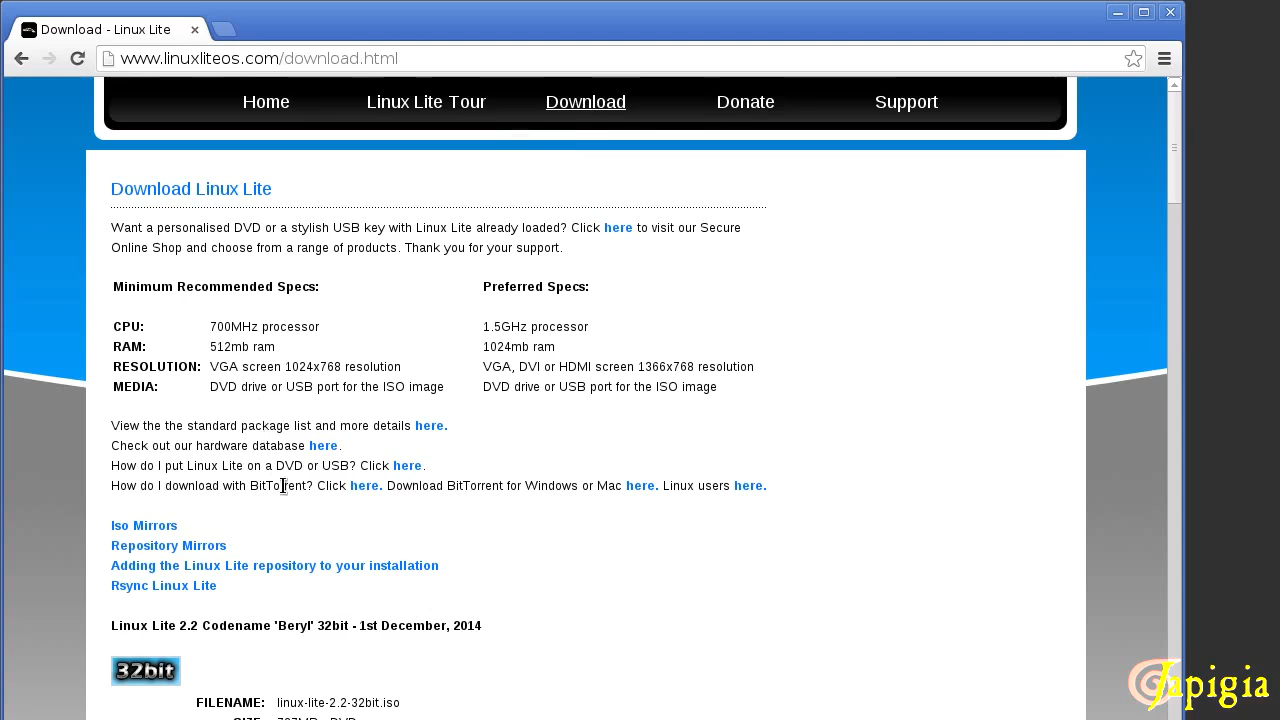 Download - Linux Lite
www.linuxliteos.com/download.html
Home Linux Lite Tour Download Donate Support
Download Linux Lite
Want a personalised DVD or a stylish USB key with Linux Lite already loaded? Click here to visit our Secure
Online Shop and choose from a range of products. Thank you for your support.
Minimum Recommended Specs: Preferred Specs:
CPU: 700MHz processor 1.5GHz processor
RAM: 512mb ram 1024mb ram
RESOLUTION: VGA screen 1024x768 resolution VGA, DVI or HDMI screen 1366x768 resolution
MEDIA: DVD drive or USB port for the ISO image DVD drive or USB port for the ISO image
View the the standard package list and more details here.
Check out our hardware database here.
How do I put Linux Lite on a DVD or USB? Click here.
How do I download with BitTorrent? Click here. Download BitTorrent for Windows or Mac here. Linux users here.
Iso Mirrors
Repository Mirrors
Adding the Linux Lite repository to your installation
Rsync Linux Lite
Linux Lite 2.2 Codename 'Beryl' 32bit - 1st December, 2014
32bit
FILENAME: linux-lite-2.2-32bit.iso
Japigia